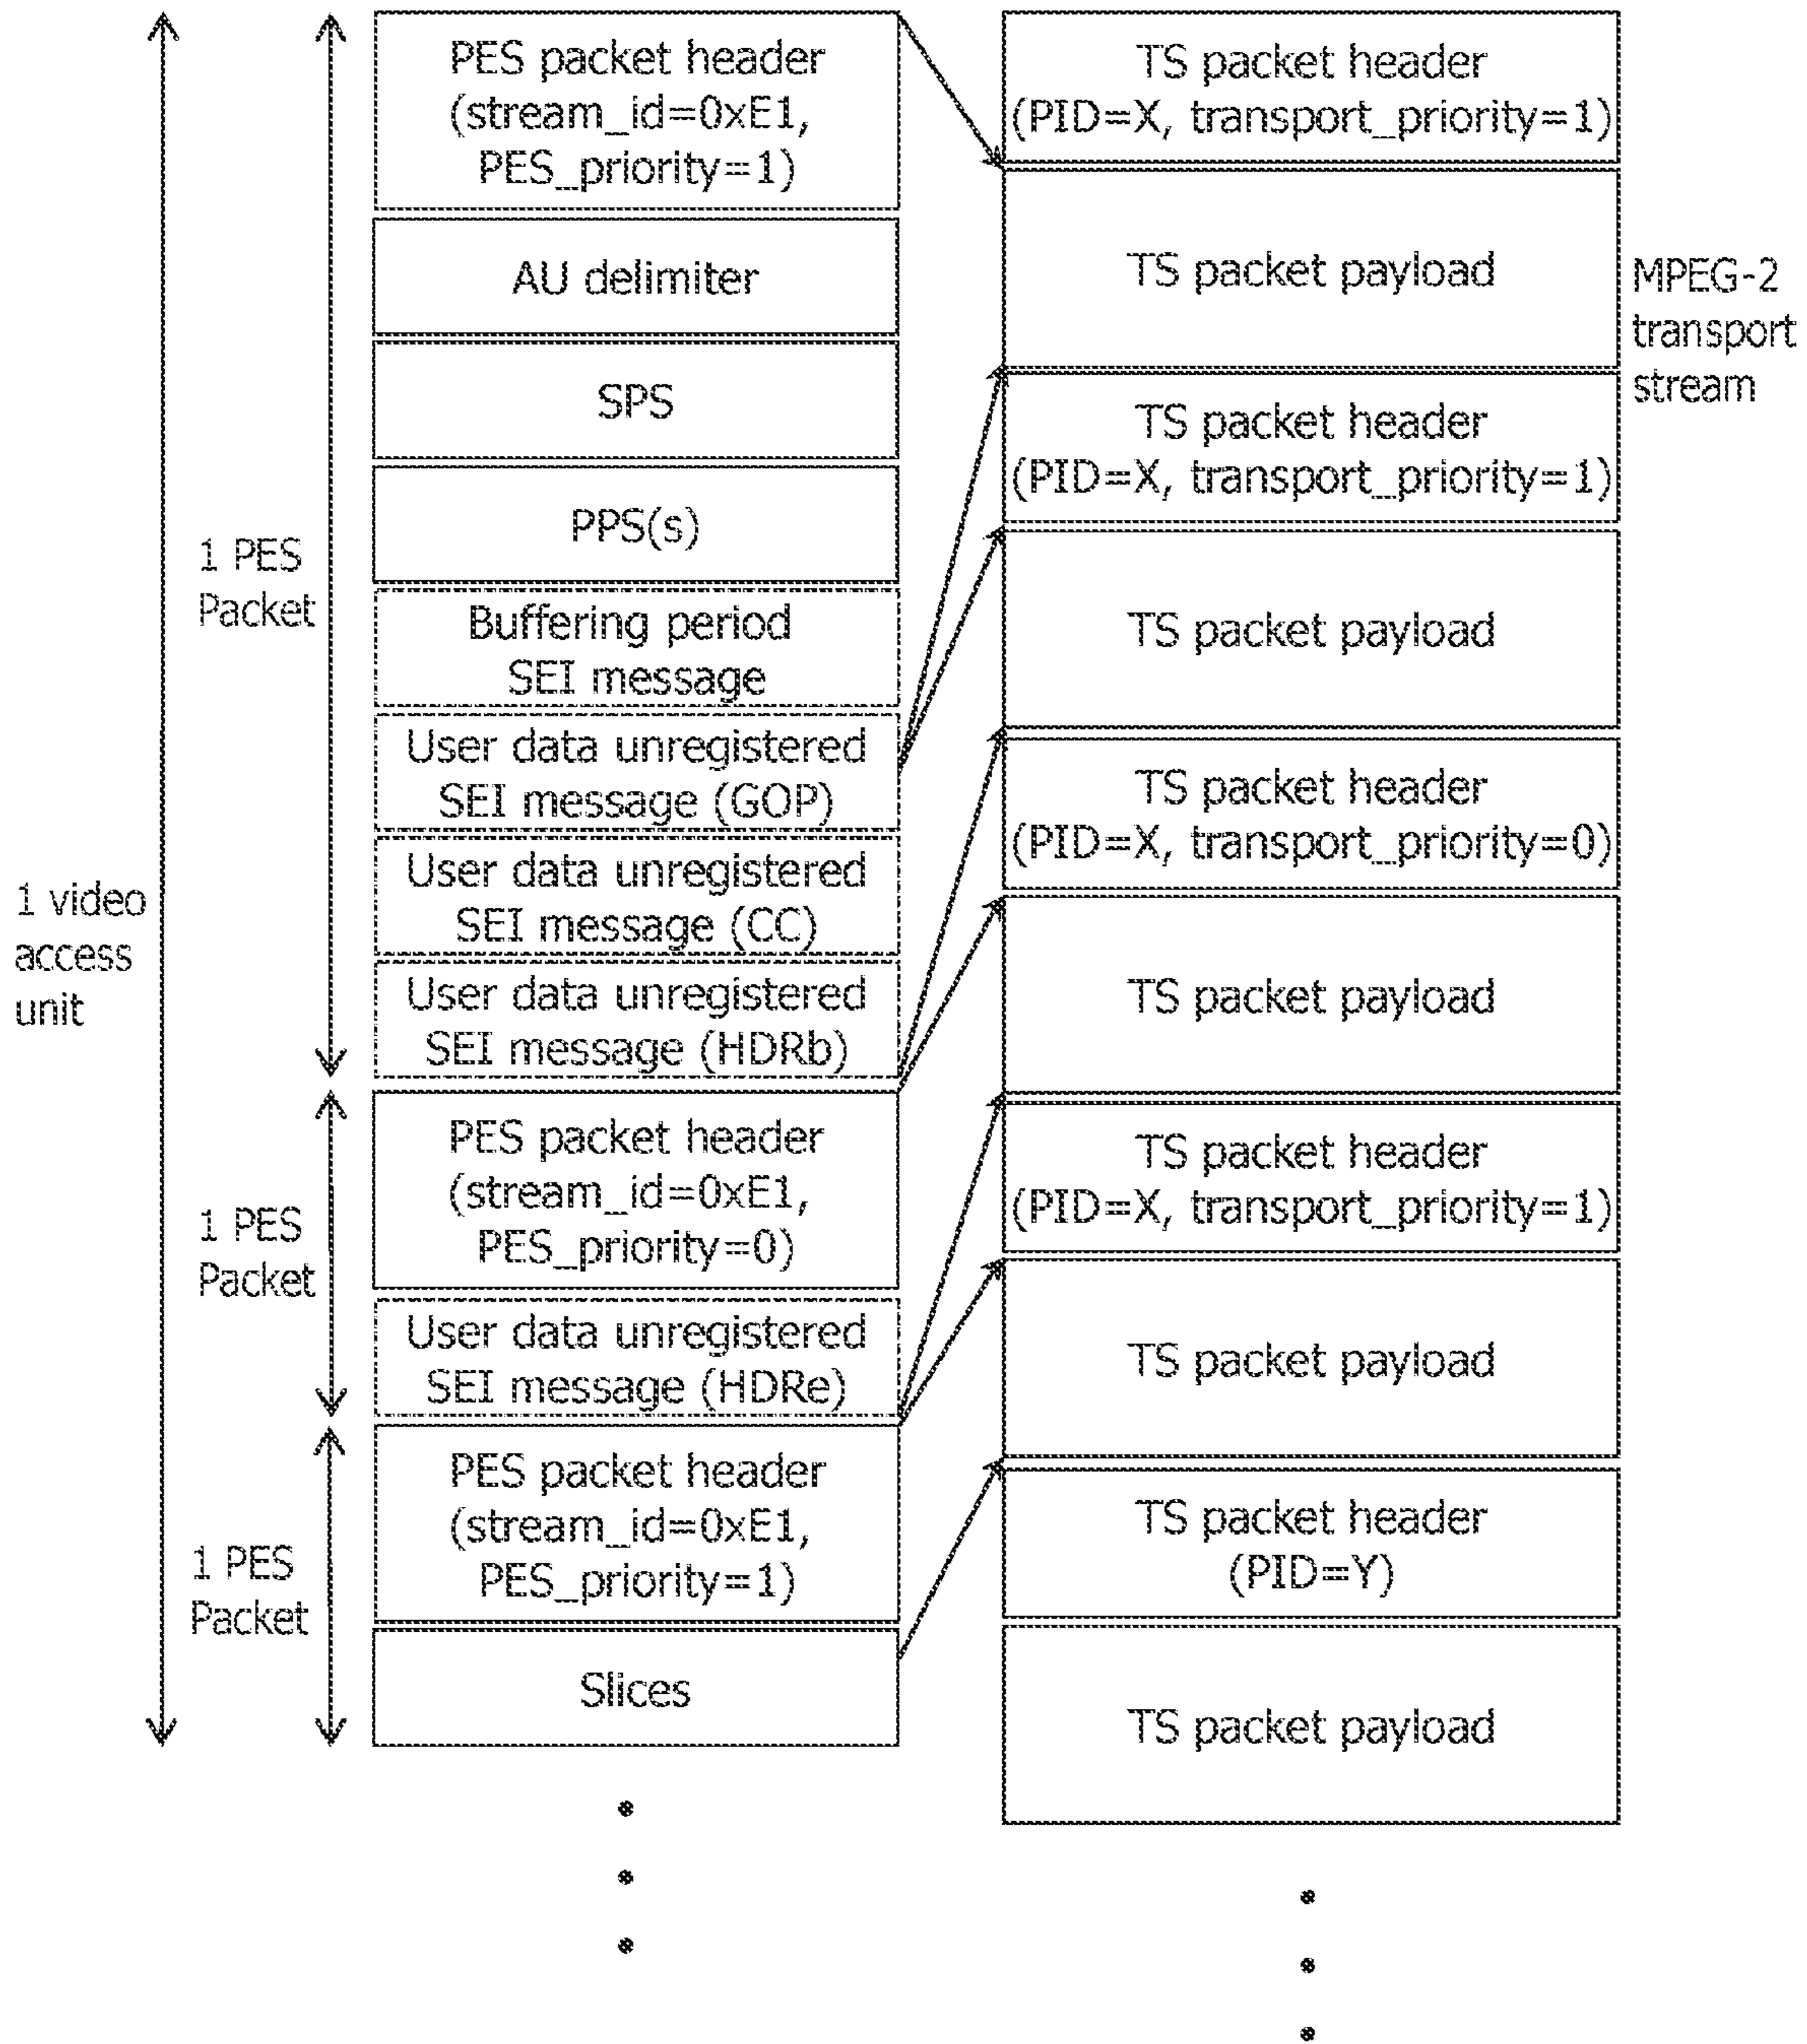 1 video
access
unit
1 PES
Packet
1 PES
Packet
1 PES
Packet
PES packet header
(stream_id=0xE1,
PES_priority=1)
AU delimiter
SPS
PPS(s)
Buffering period
SEI message
User data unregistered
SEI message (GOP)
User data unregistered
SEI message (CC)
User data unregistered
SEI message (HDRb)
PES packet header
(stream_id=0xE1,
PES_priority=0)
User data unregistered
SEI message (HDRe)
PES packet header
(stream_id=0xE1,
PES_priority=1)
Slices
TS packet header
(PID=X, transport_priority=1)
TS packet payload
TS packet header
(PID=X, transport_priority=1)
TS packet payload
TS packet header
(PID=X, transport_priority=0)
TS packet payload
TS packet header
(PID=X, transport_priority=1)
TS packet payload
TS packet header
(PID=Y)
TS packet payload
MPEG-2
transport
stream